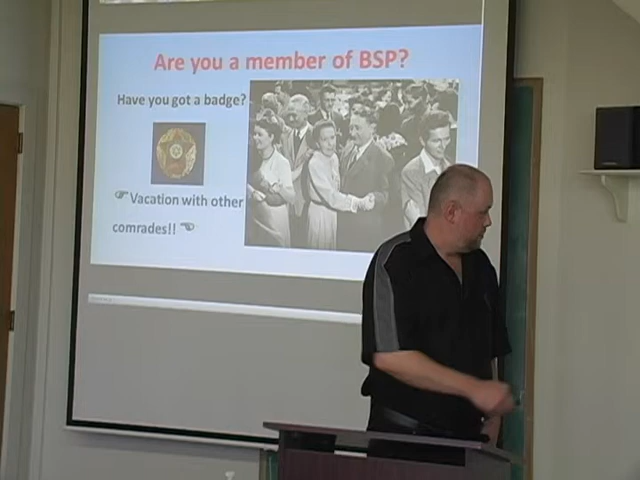 Are you a member of BSP?
Have you got a badge?
Vacation with other
comrades!!